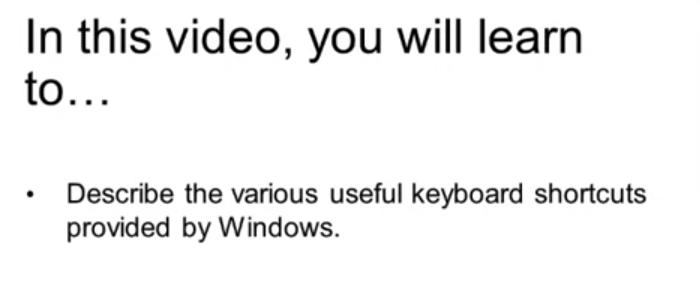 In this video, you will learn
to…
• Describe the various useful keyboard shortcuts
provided by Windows.